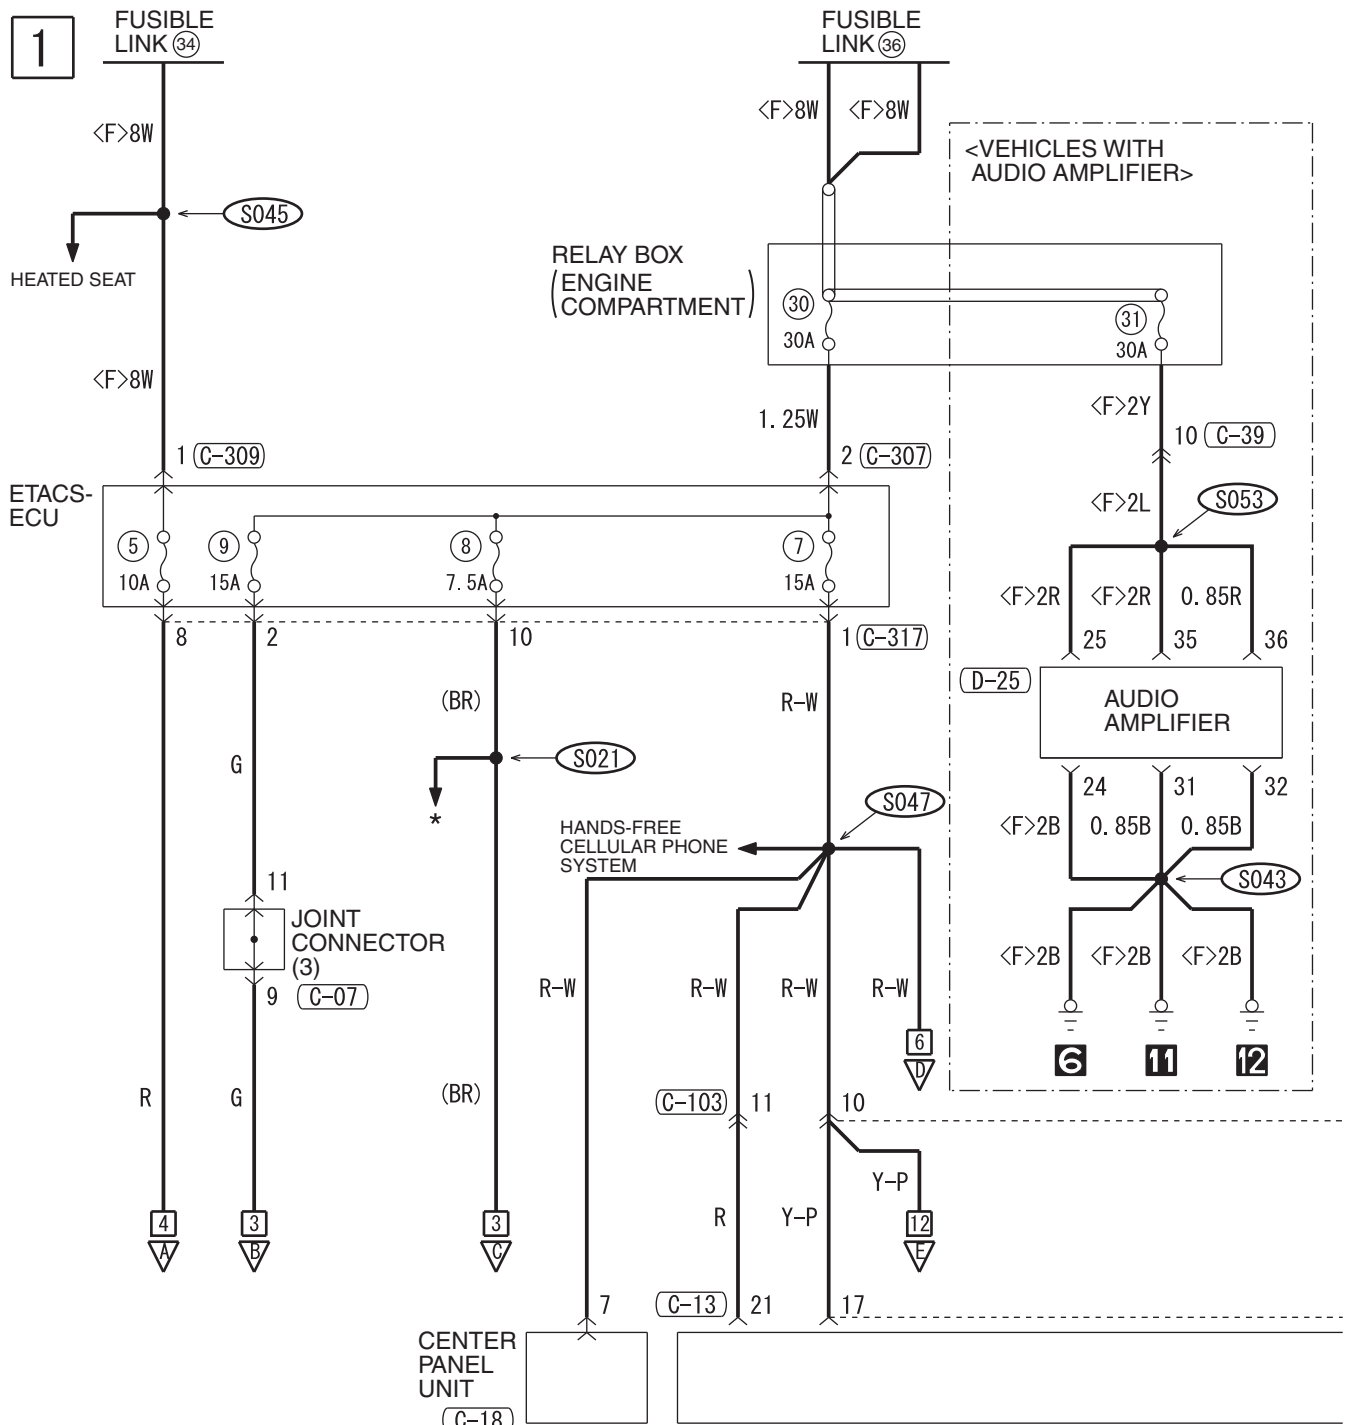 1
FUSIBLE
LINK 34
FUSIBLE
LINK 36
<F>8W
<F>8W
<F>8W
<VEHICLES WITH
AUDIO AMPLIFIER>
S045
HEATED SEAT
RELAY BOX
(ENGINE
COMPARTMENT)
30
30A
31
30A
<F>8W
1.25W
<F>2Y
1 C-309
2 C-307
10 C-39
ETACS-
ECU
<F>2L
S053
5
10A
9
15A
8
7.5A
7
15A
<F>2R
<F>2R
0.85R
8
2
10
1 C-317
25
35
36
D-25
AUDIO
AMPLIFIER
(BR)
R-W
G
S021
*
24
31
32
S047
<F>2B
0.85B
0.85B
HANDS-FREE
CELLULAR PHONE
SYSTEM
S043
11
JOINT
CONNECTOR
(3)
9 C-07
<F>2B
<F>2B
<F>2B
R-W
R-W
R-W
R-W
6
D
6
11
12
R
G
(BR)
C-103 11
10
Y-P
R
Y-P
4
A
3
B
3
C
12
E
7
C-13 21
17
CENTER
PANEL
UNIT
C-18